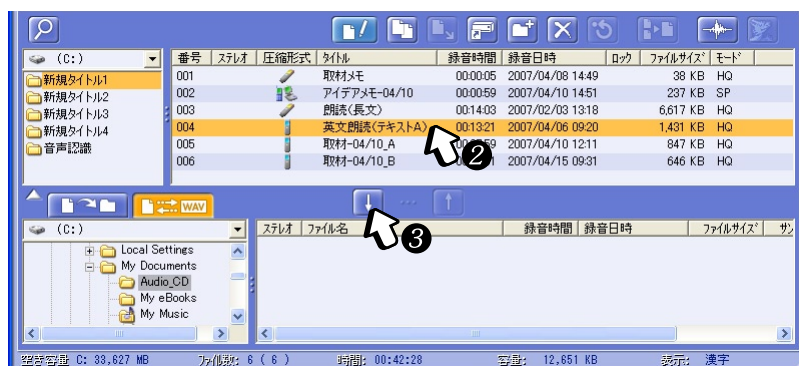 (C:)
番号 ステレオ 圧縮形式 タイトル 録音時間 録音日時 ロック ファイルサイズ モード
新規タイトル1
新規タイトル2
新規タイトル3
新規タイトル4
音声認識
001 取材メモ 00:00:05 2007/04/08 14:49 38 KB HQ
002 アイデアメモ-04/10 00:00:59 2007/04/10 14:51 237 KB SP
003 朗読(長文) 00:14:03 2007/02/03 13:18 6,617 KB HQ
004 英文朗読(テキストA) 00:13:21 2007/04/06 09:20 1,431 KB HQ
005 取材-04/10_A 2007/04/10 12:11 847 KB HQ
006 取材-04/10_B 2007/04/15 09:31 646 KB HQ
❷
WAV
❸
(C:)
ステレオ ファイル名 録音時間 録音日時 ファイルサイズ サン
Local Settings
My Documents
Audio_CD
My eBooks
My Music
空き容量 C: 33,627 MB ファイル数: 6 ( 6 ) 時間: 00:42:28 容量: 12,651 KB 表示: 漢字